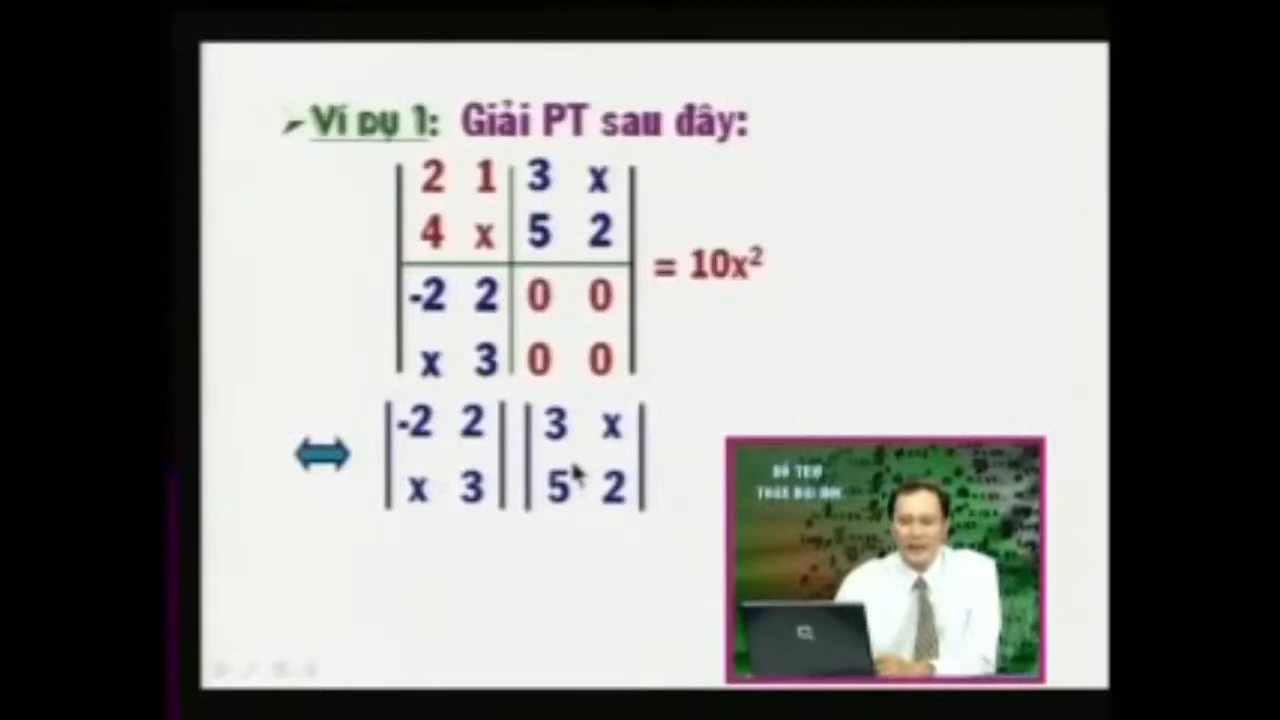 Ví dụ 1: Giải PT sau đây:
2 1 3 x
4 x 5 2
= 10x²
-2 2 0 0
x 3 0 0
-2 2 3 x
x 3 5 2